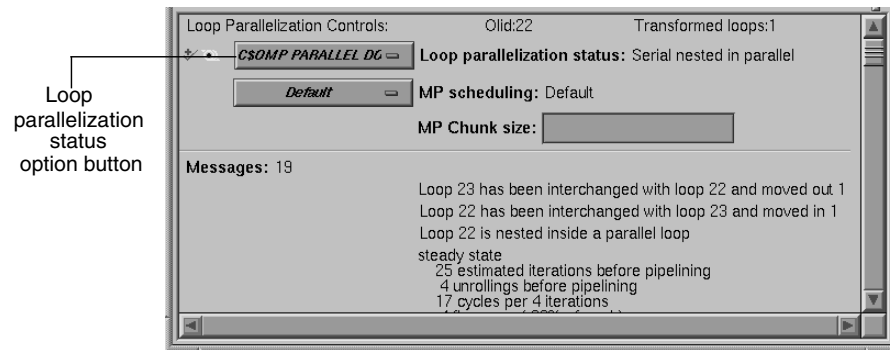 Loop Parallelization Controls: Olid:22 Transformed loops:1
C$OMP PARALLEL DO Loop parallelization status: Serial nested in parallel
Default MP scheduling: Default
MP Chunk size:
Loop
parallelization
status
option button
Messages: 19
Loop 23 has been interchanged with loop 22 and moved out 1
Loop 22 has been interchanged with loop 23 and moved in 1
Loop 22 is nested inside a parallel loop
steady state
25 estimated iterations before pipelining
4 unrollings before pipelining
17 cycles per 4 iterations